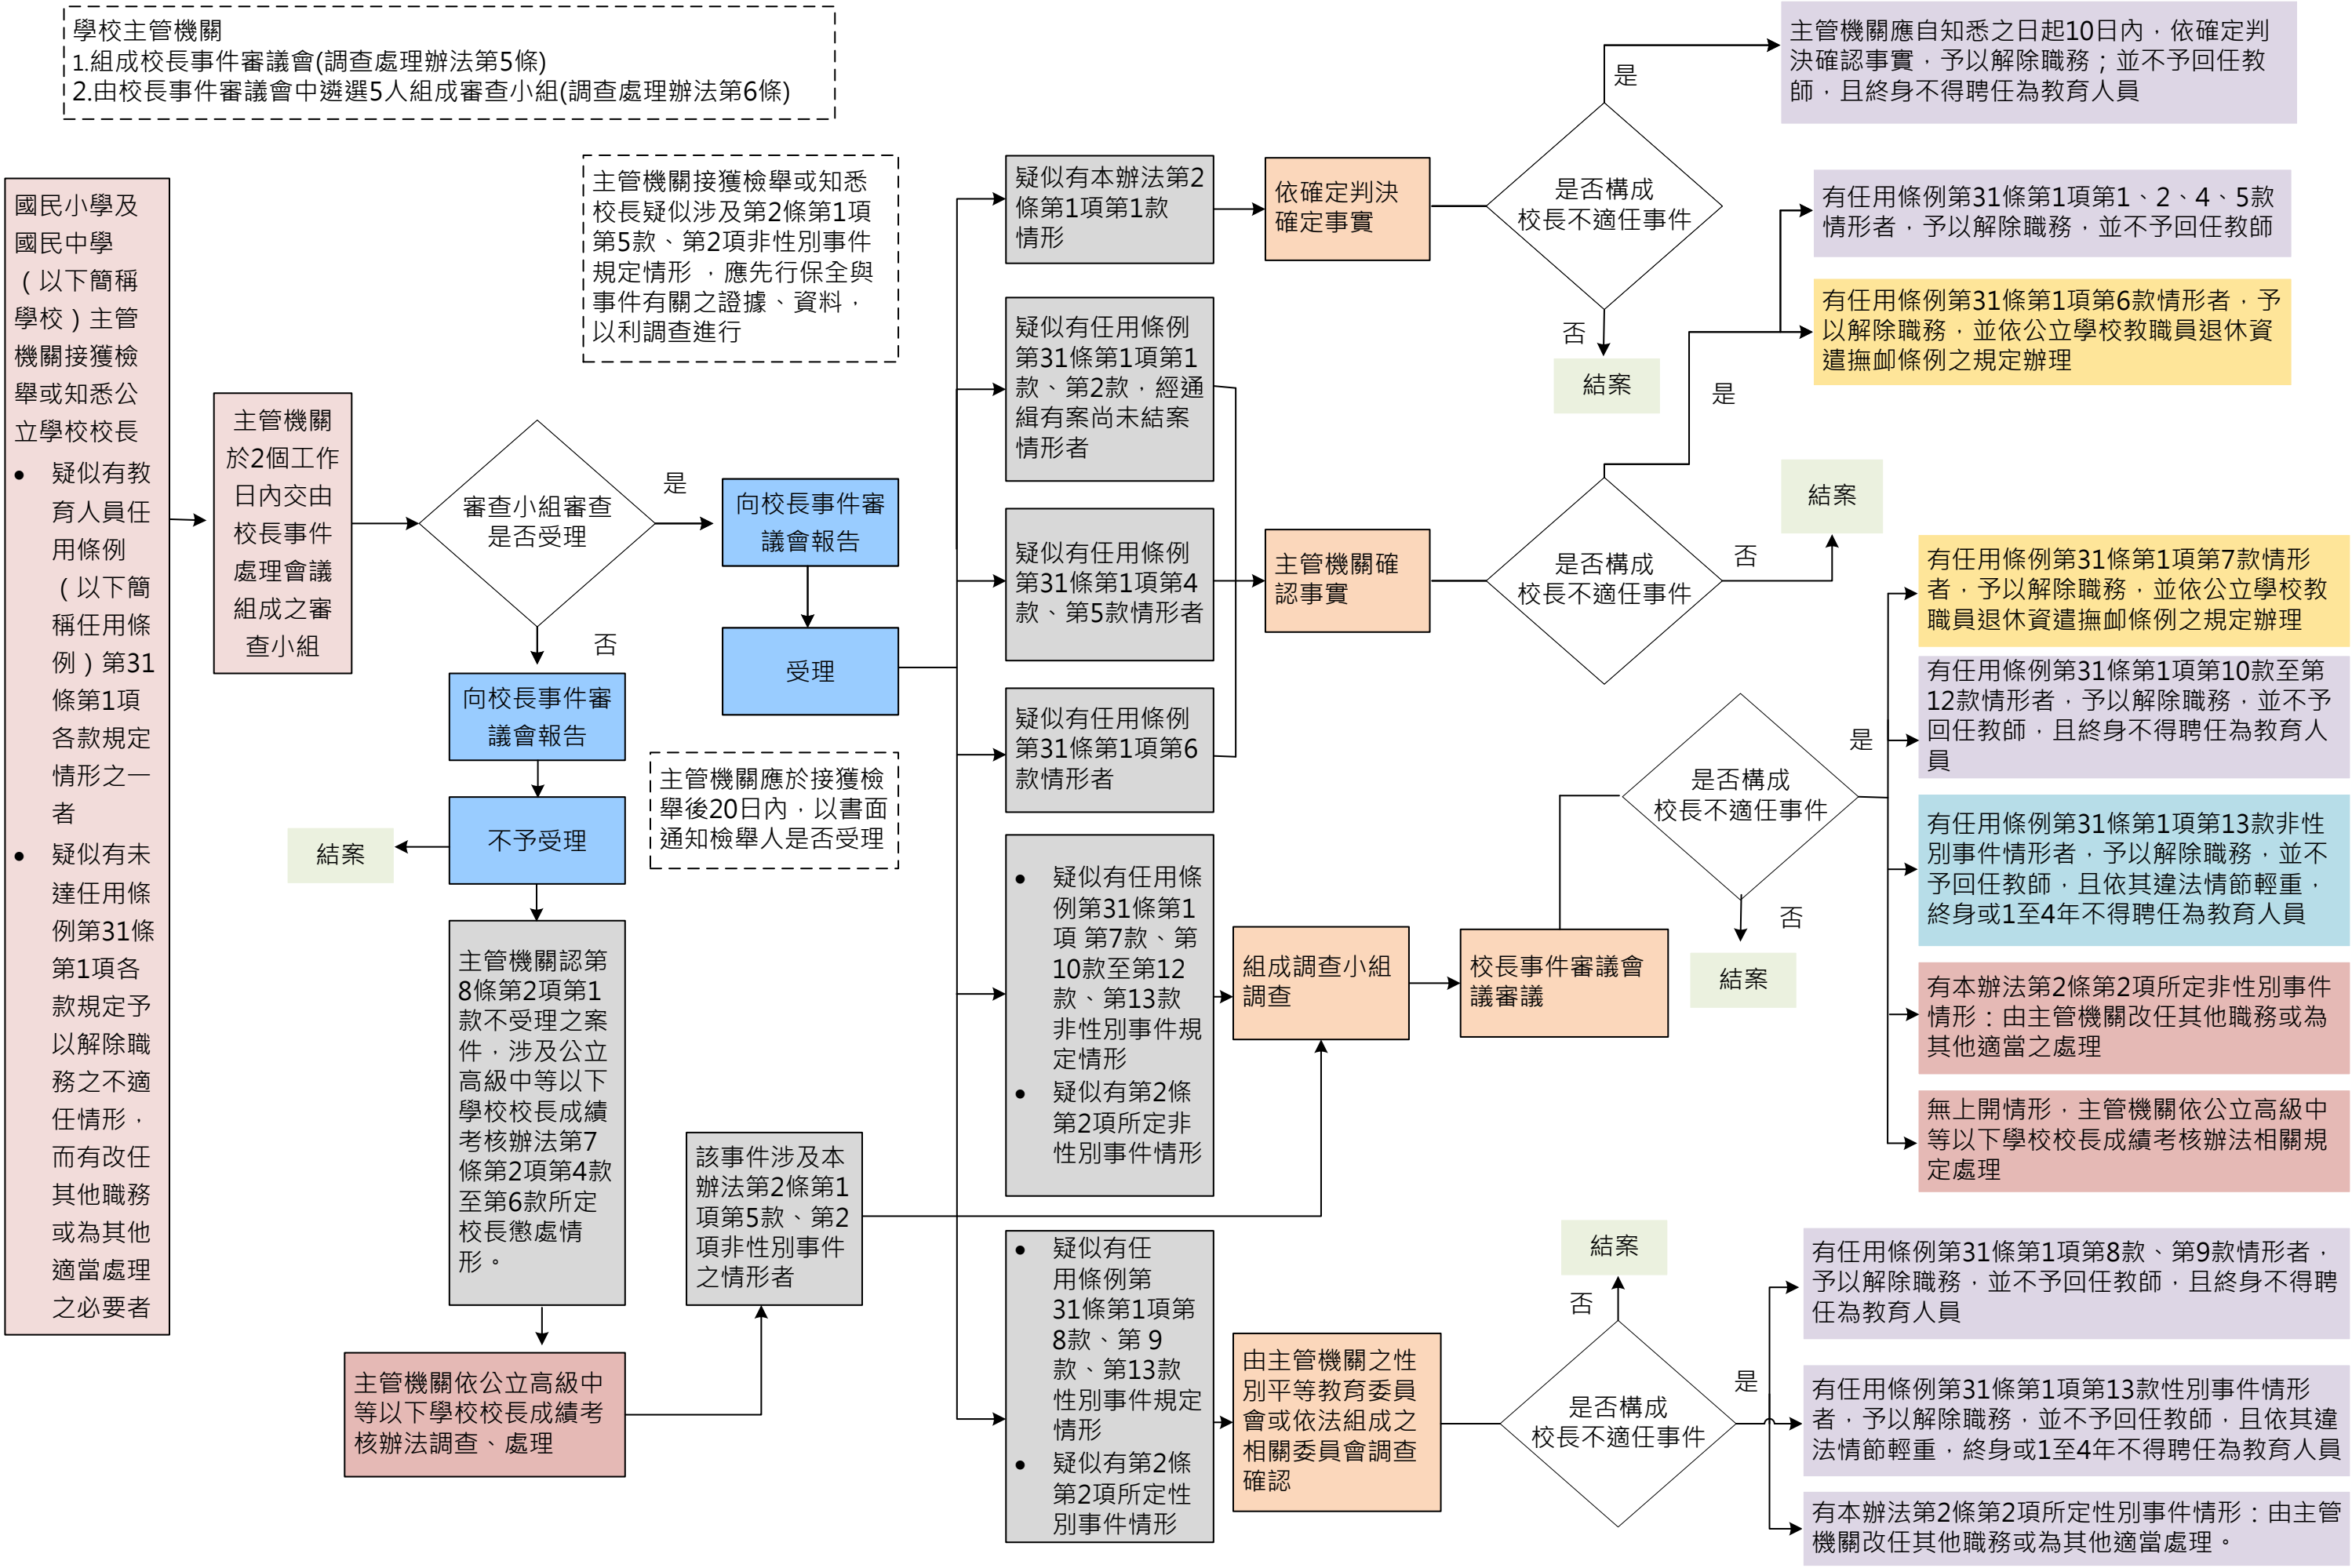 學校主管機關
1.組成校長事件審議會(調查處理辦法第5條)
2.由校長事件審議會中遴選5人組成審查小組(調查處理辦法第6條)
國民小學及
國民中學
（以下簡稱
學校）主管
機關接獲檢
舉或知悉公
立學校校長
• 疑似有教
育人員任
用條例
（以下簡
稱任用條
例）第31
條第1項
各款規定
情形之一
者
• 疑似有未
達任用條
例第31條
第1項各
款規定予
以解除職
務之不適
任情形，
而有改任
其他職務
或為其他
適當處理
之必要者
主管機關
於2個工作
日內交由
校長事件
處理會議
組成之審
查小組
審查小組審查
是否受理
是
否
向校長事件審
議會報告
受理
向校長事件審
議會報告
不予受理
結案
主管機關認第
8條第2項第1
款不受理之案
件，涉及公立
高級中等以下
學校校長成績
考核辦法第7
條第2項第4款
至第6款所定
校長懲處情
形。
主管機關依公立高級中
等以下學校校長成績考
核辦法調查、處理
該事件涉及本
辦法第2條第1
項第5款、第2
項非性別事件
之情形者
主管機關接獲檢舉或知悉
校長疑似涉及第2條第1項
第5款、第2項非性別事件
規定情形 ，應先行保全與
事件有關之證據、資料，
以利調查進行
主管機關應於接獲檢
舉後20日內，以書面
通知檢舉人是否受理
疑似有本辦法第2
條第1項第1款
情形
依確定判決
確定事實
是否構成
校長不適任事件
是
否
結案
主管機關應自知悉之日起10日內，依確定判
決確認事實，予以解除職務；並不予回任教
師，且終身不得聘任為教育人員
疑似有任用條例
第31條第1項第1
款、第2款，經通
緝有案尚未結案
情形者
疑似有任用條例
第31條第1項第4
款、第5款情形者
疑似有任用條例
第31條第1項第6
款情形者
主管機關確
認事實
是否構成
校長不適任事件
是
否
結案
有任用條例第31條第1項第1、2、4、5款
情形者，予以解除職務，並不予回任教師
有任用條例第31條第1項第6款情形者，予
以解除職務，並依公立學校教職員退休資
遣撫卹條例之規定辦理
• 疑似有任用條
例第31條第1
項 第7款、第
10款至第12
款、第13款
非性別事件規
定情形
• 疑似有第2條
第2項所定非
性別事件情形
組成調查小組
調查
校長事件審議會
議審議
是否構成
校長不適任事件
是
否
結案
有任用條例第31條第1項第7款情形
者，予以解除職務，並依公立學校教
職員退休資遣撫卹條例之規定辦理
有任用條例第31條第1項第10款至第
12款情形者，予以解除職務，並不予
回任教師，且終身不得聘任為教育人
員
有任用條例第31條第1項第13款非性
別事件情形者，予以解除職務，並不
予回任教師，且依其違法情節輕重，
終身或1至4年不得聘任為教育人員
有本辦法第2條第2項所定非性別事件
情形：由主管機關改任其他職務或為
其他適當之處理
無上開情形，主管機關依公立高級中
等以下學校校長成績考核辦法相關規
定處理
• 疑似有任
用條例第
31條第1項第
8款、第 9
款、第13款
性別事件規定
情形
• 疑似有第2條
第2項所定性
別事件情形
由主管機關之性
別平等教育委員
會或依法組成之
相關委員會調查
確認
是否構成
校長不適任事件
否
結案
是
有任用條例第31條第1項第8款、第9款情形者，
予以解除職務，並不予回任教師，且終身不得聘
任為教育人員
有任用條例第31條第1項第13款性別事件情形
者，予以解除職務，並不予回任教師，且依其違
法情節輕重，終身或1至4年不得聘任為教育人員
有本辦法第2條第2項所定性別事件情形：由主管
機關改任其他職務或為其他適當處理。